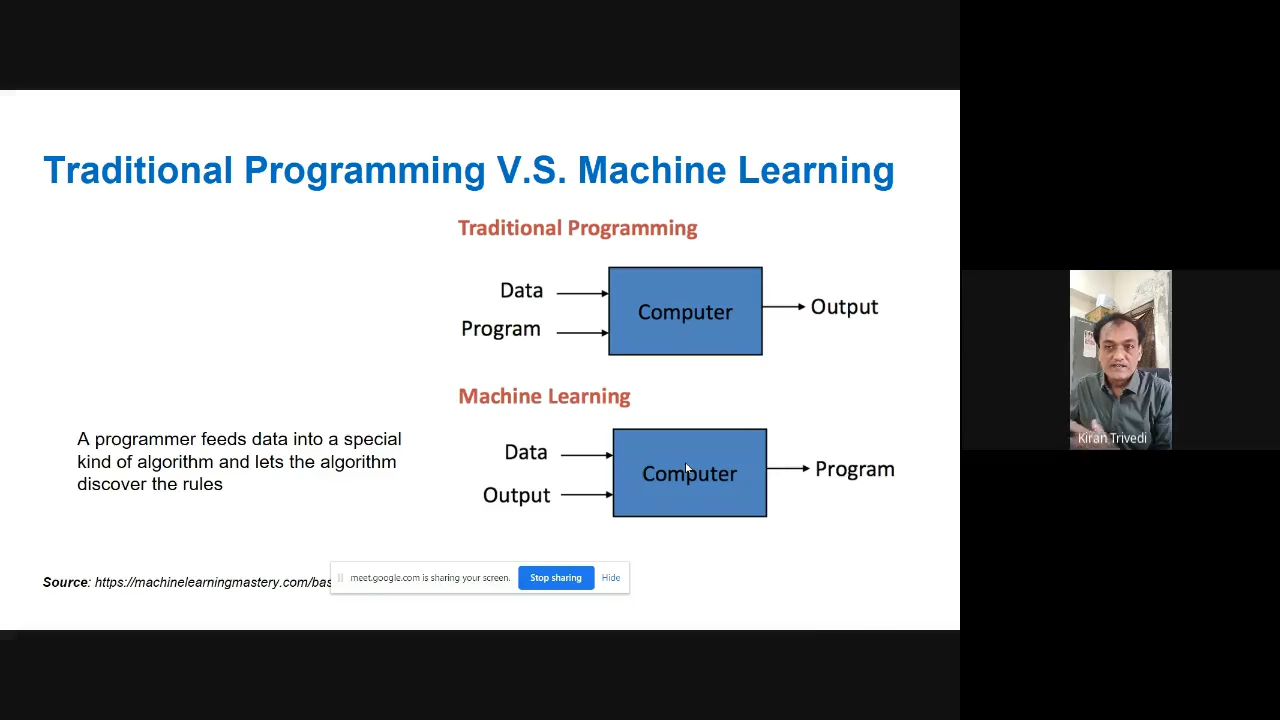 Traditional Programming V.S. Machine Learning
Traditional Programming
Data
Program
Computer
Output
Machine Learning
A programmer feeds data into a special
kind of algorithm and lets the algorithm
discover the rules
Data
Output
Computer
Program
Source: https://machinelearningmastery.com/bas
meet.google.com is sharing your screen. Stop sharing Hide
Kiran Trivedi